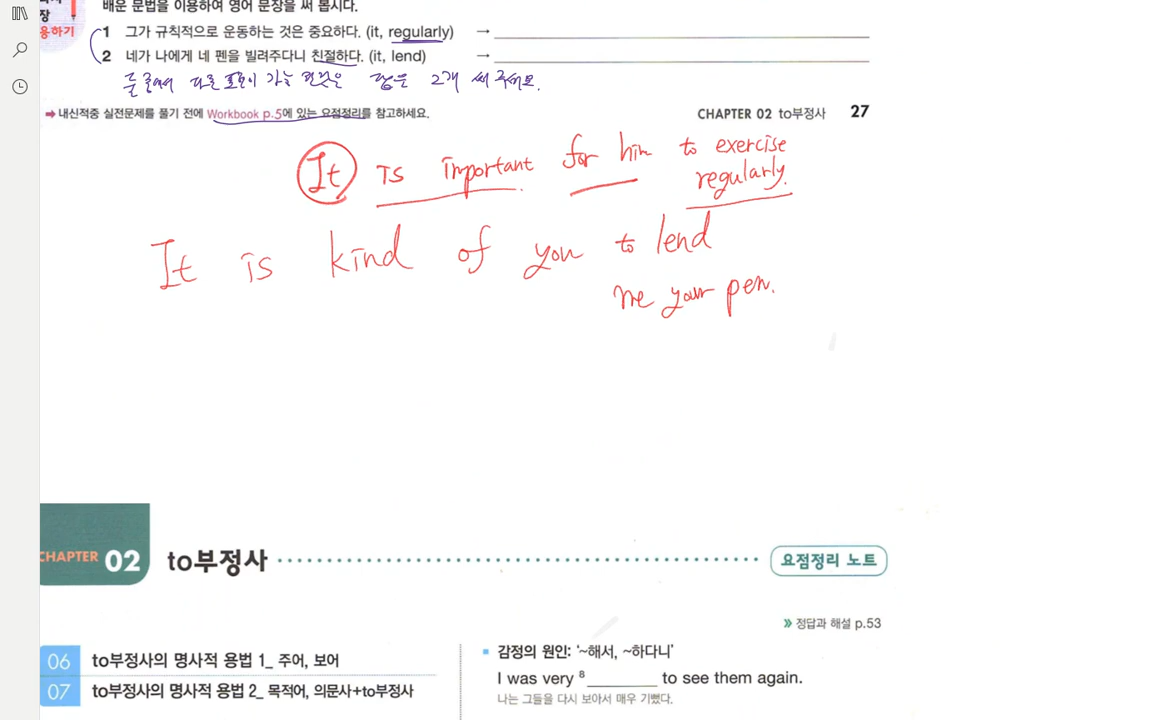 배운 문법을 이용하여 영어 문장을 써 봅시다.
장
용하기
1 그가 규칙적으로 운동하는 것은 중요하다. (it, regularly) →
2 네가 나에게 네 펜을 빌려주다니 친절하다. (it, lend) →
다른 표현이 가능 한것은 답을 2개 써 주세요.
➡ 내신적중 실전문제를 풀기 전에 Workbook p.5에 있는 요점정리를 참고하세요.
CHAPTER 02 to부정사 27
It is important for him to exercise
regularly.
It is kind of you to lend
me your pen.
CHAPTER 02 to부정사
요점정리 노트
» 정답과 해설 p.53
06 to부정사의 명사적 용법 1_ 주어, 보어
07 to부정사의 명사적 용법 2_ 목적어, 의문사+to부정사
▪ 감정의 원인: '~해서, ~하다니'
I was very 8________ to see them again.
나는 그들을 다시 보아서 매우 기뻤다.